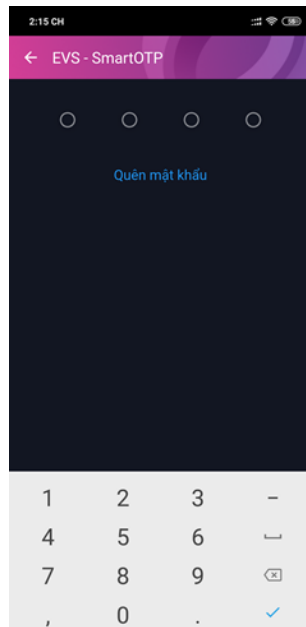 2:15 CH
EVS - SmartOTP
Quên mật khẩu
1 2 3 -
4 5 6
7 8 9
, 0 .